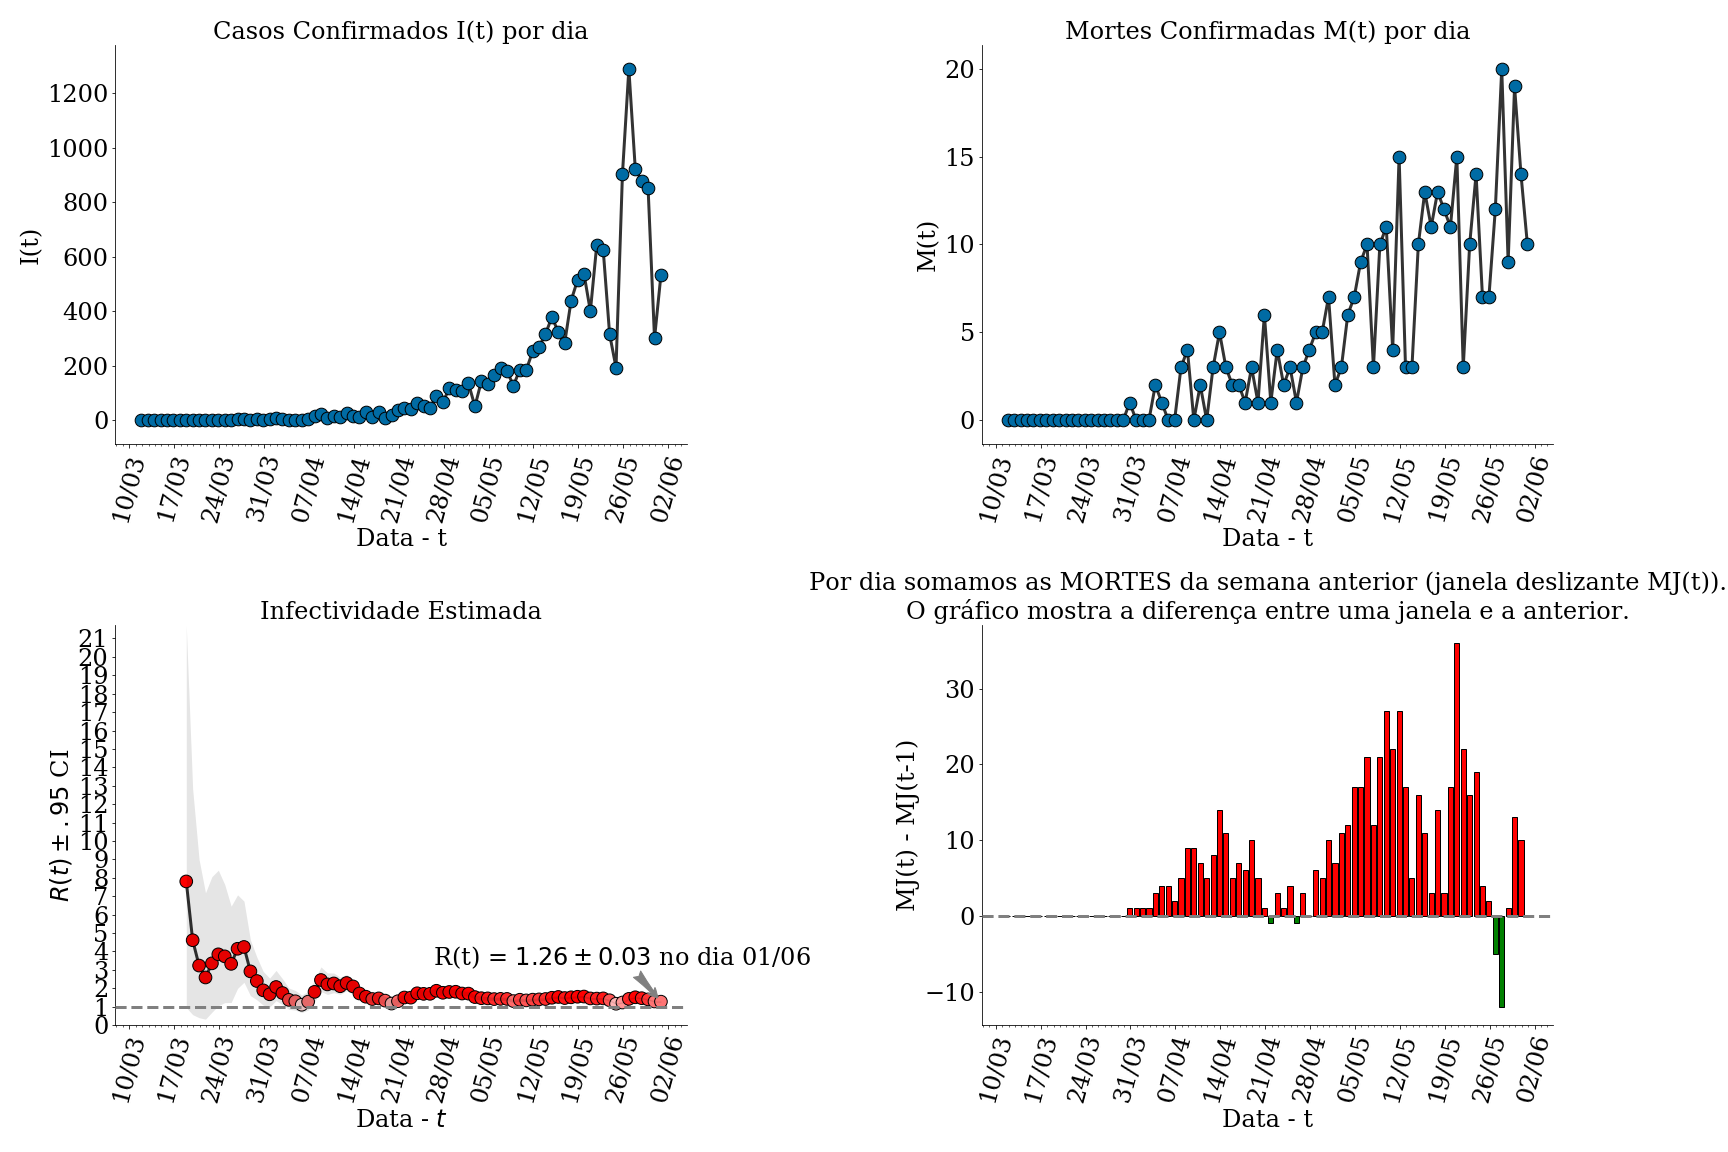 Casos Confirmados I(t) por dia
I(t)
1200
1000
800
600
400
200
0
10/03 17/03 24/03 31/03 07/04 14/04 21/04 28/04 05/05 12/05 19/05 26/05 02/06
Data - t
Mortes Confirmadas M(t) por dia
M(t)
20
15
10
5
0
10/03 17/03 24/03 31/03 07/04 14/04 21/04 28/04 05/05 12/05 19/05 26/05 02/06
Data - t
Infectividade Estimada
R(t) ± .95 CI
21
20
19
18
17
16
15
14
13
12
11
10
9
8
7
6
5
4
3
2
1
0
R(t) = 1.26 ± 0.03 no dia 01/06
10/03 17/03 24/03 31/03 07/04 14/04 21/04 28/04 05/05 12/05 19/05 26/05 02/06
Data - t
Por dia somamos as MORTES da semana anterior (janela deslizante MJ(t)).
O gráfico mostra a diferença entre uma janela e a anterior.
MJ(t) - MJ(t-1)
30
20
10
0
−10
10/03 17/03 24/03 31/03 07/04 14/04 21/04 28/04 05/05 12/05 19/05 26/05 02/06
Data - t